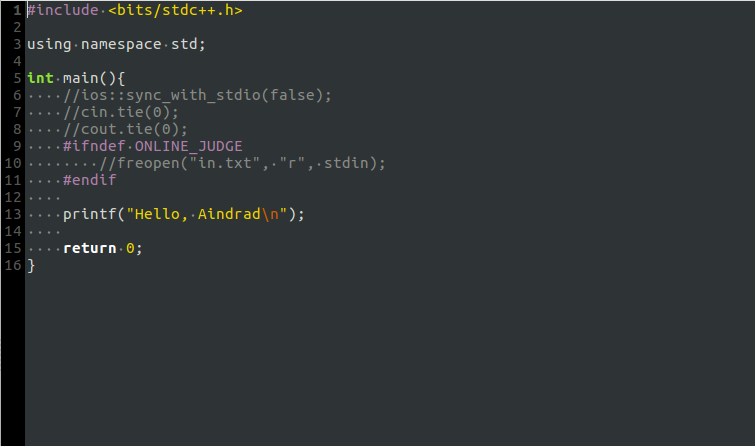 1 #include <bits/stdc++.h>
2
3 using namespace std;
4
5 int main(){
6     //ios::sync_with_stdio(false);
7     //cin.tie(0);
8     //cout.tie(0);
9     #ifndef ONLINE_JUDGE
10         //freopen("in.txt", "r", stdin);
11     #endif
12
13     printf("Hello, Aindrad\n");
14
15     return 0;
16 }